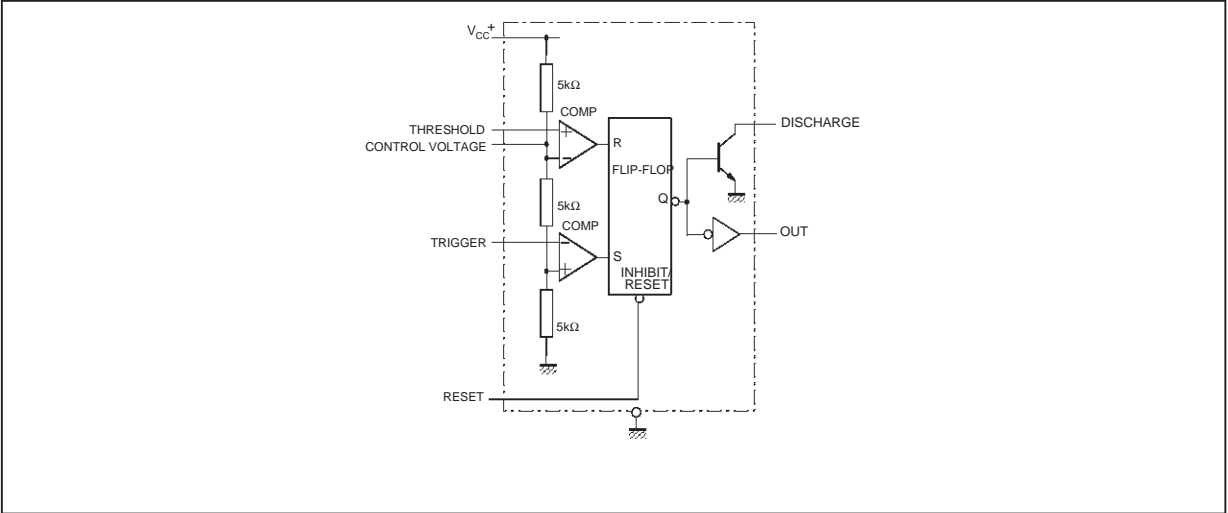 VCC+
5kΩ
COMP
THRESHOLD
CONTROL VOLTAGE
+
-
R
DISCHARGE
FLIP-FLOP
5kΩ
Q
COMP
TRIGGER
-
+
S
OUT
INHIBIT/
RESET
5kΩ
RESET